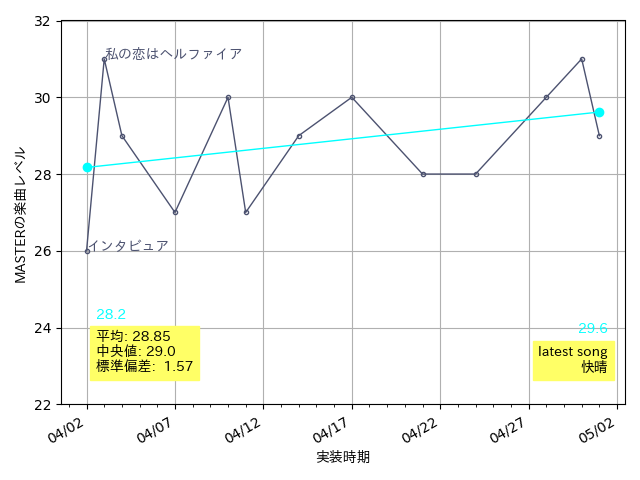 32
30
28
26
24
22
MASTERの楽曲レベル
私の恋はヘルファイア
インタビュア
28.2
平均: 28.85
中央値: 29.0
標準偏差: 1.57
29.6
latest song
快晴
04/02
04/07
04/12
04/17
04/22
04/27
05/02
実装時期